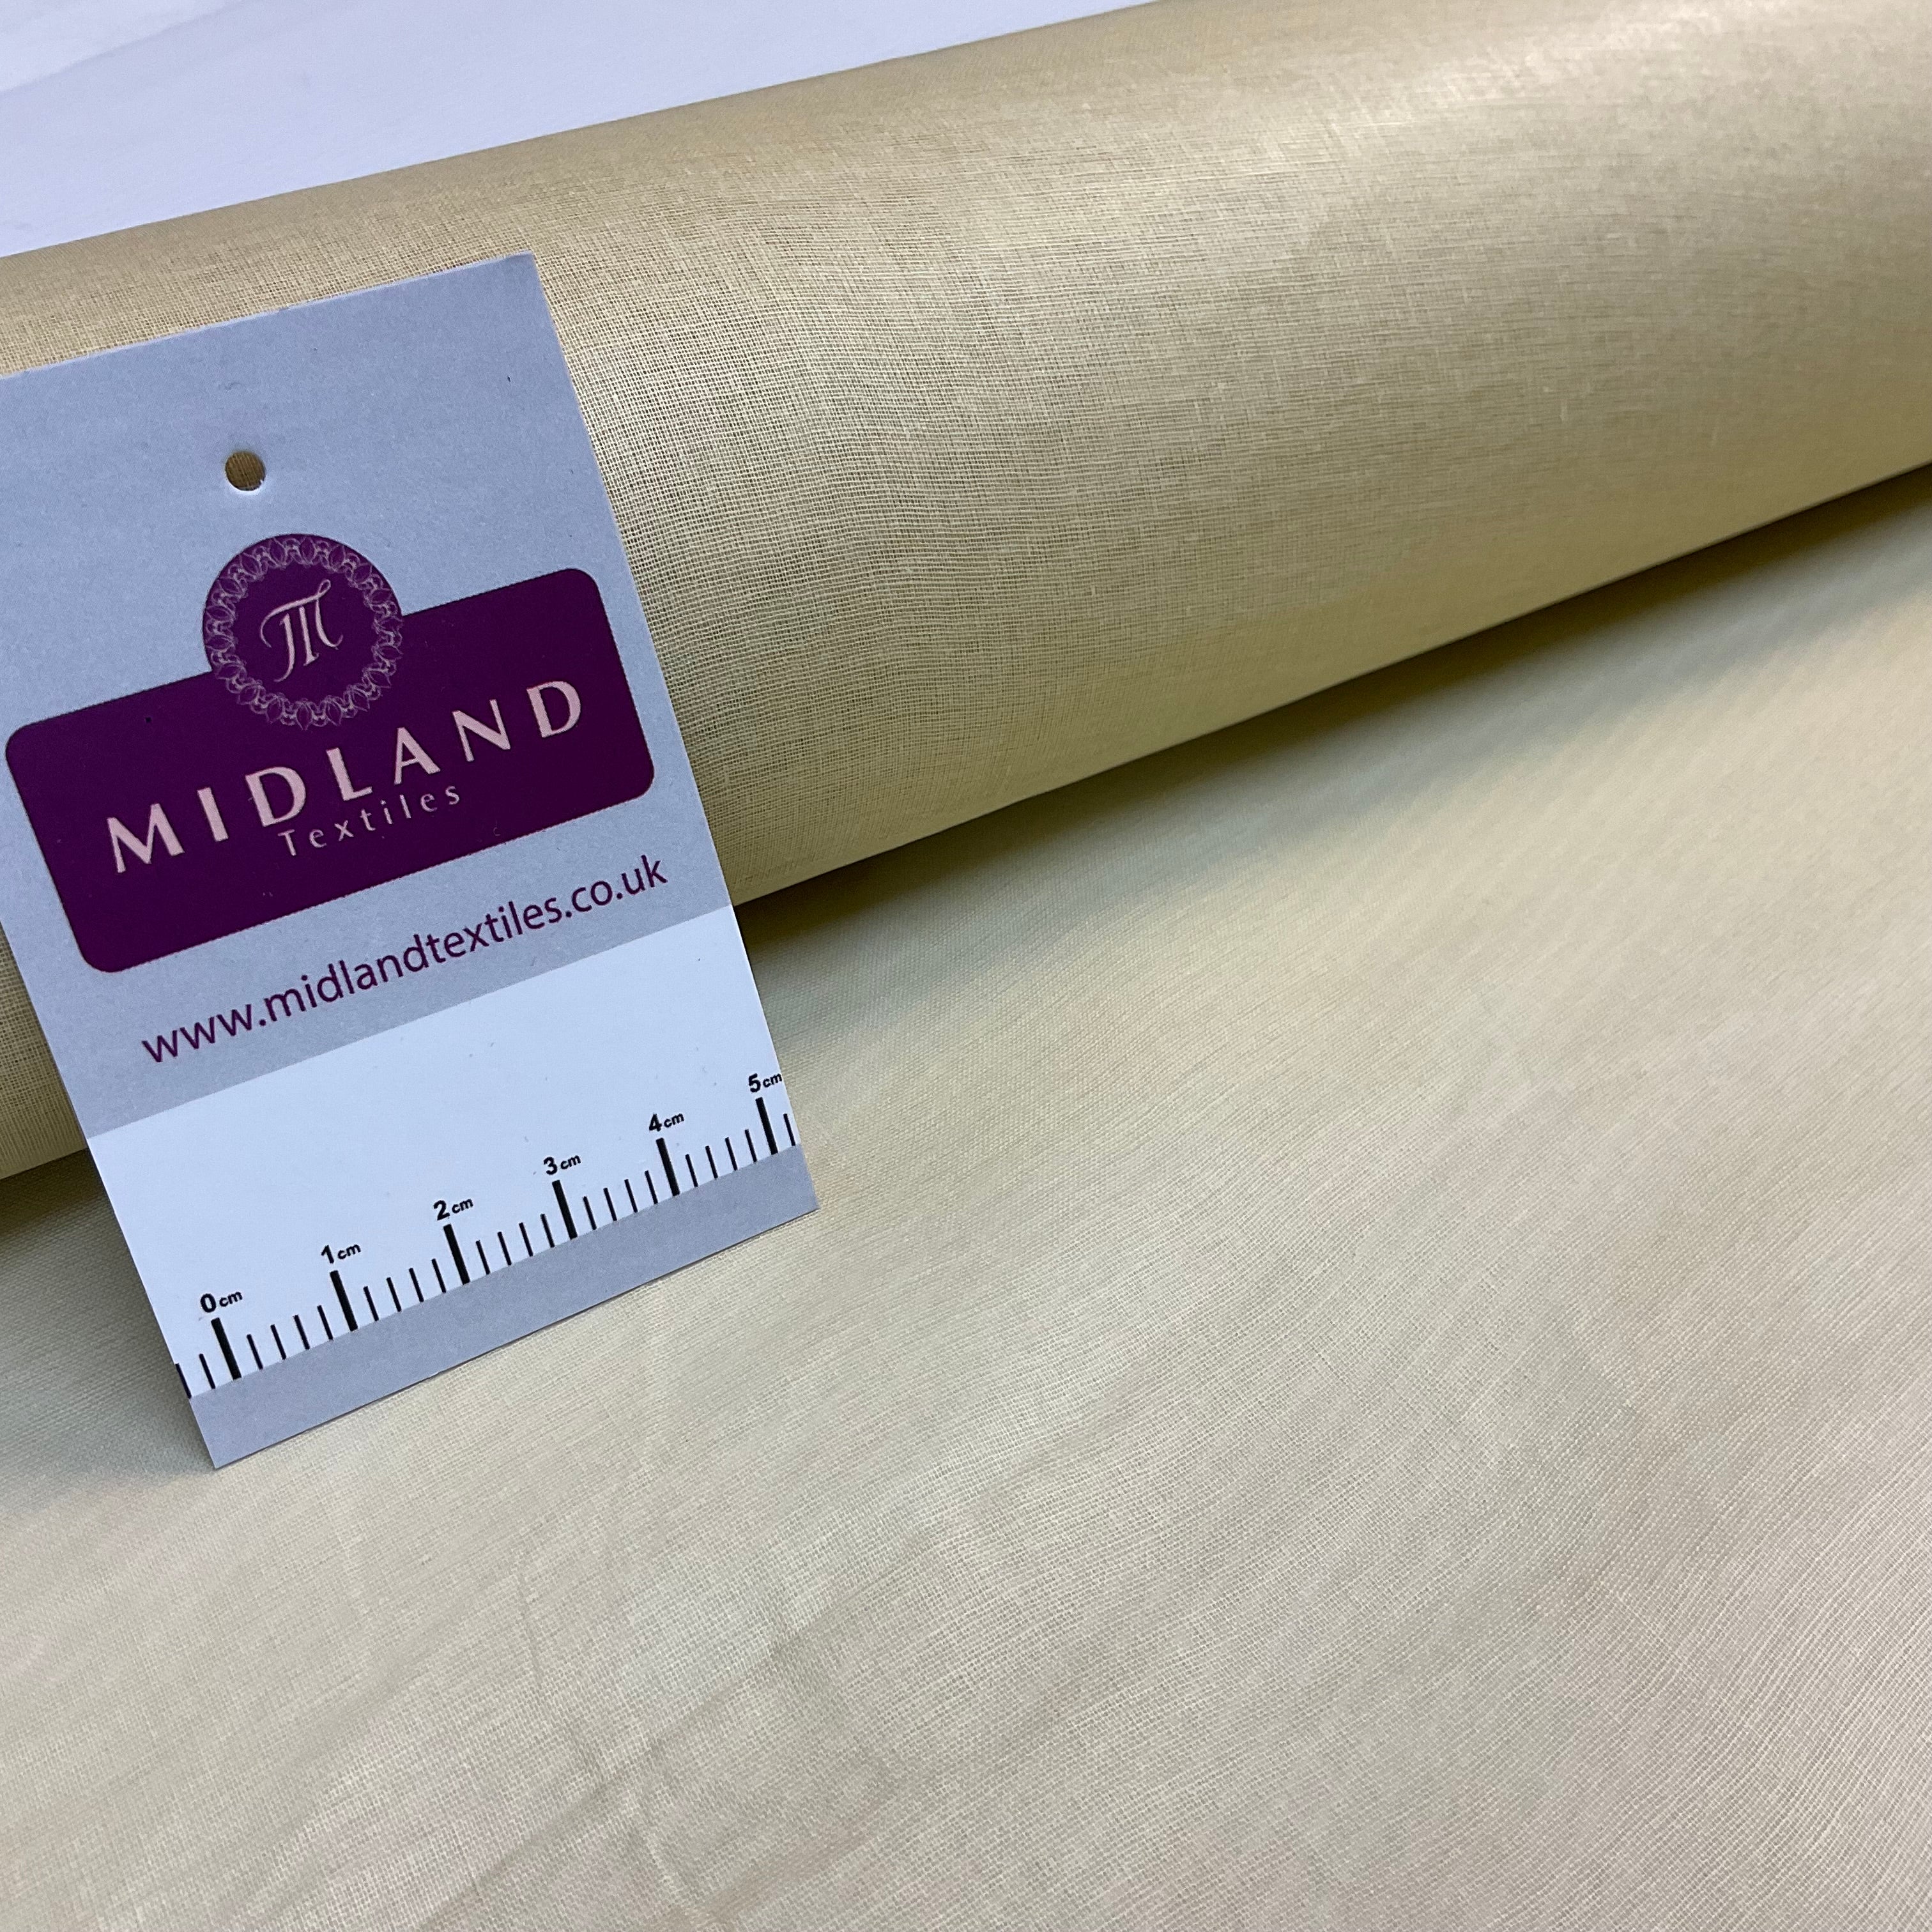 M
MIDLAND
Textiles
www.midlandtextiles.co.uk
0cm 1cm 2cm 3cm 4cm 5cm